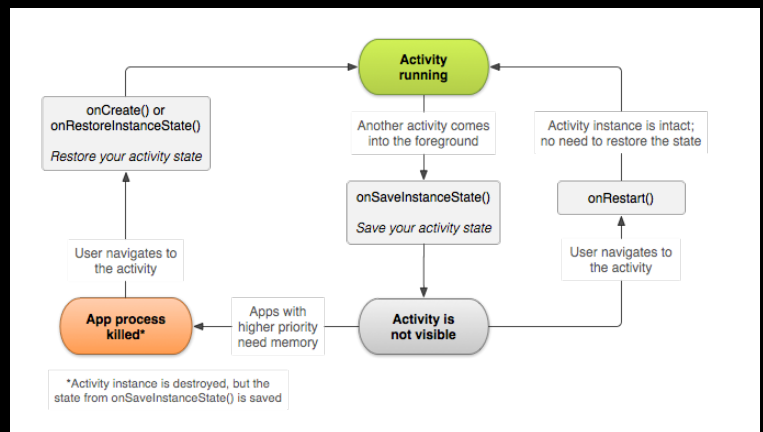 Activity
running
onCreate() or
onRestoreInstanceState()
Restore your activity state
Another activity comes
into the foreground
Activity instance is intact;
no need to restore the state
onSaveInstanceState()
Save your activity state
onRestart()
User navigates to
the activity
User navigates to
the activity
App process
killed*
Apps with
higher priority
need memory
Activity is
not visible
*Activity instance is destroyed, but the
state from onSaveInstanceState() is saved